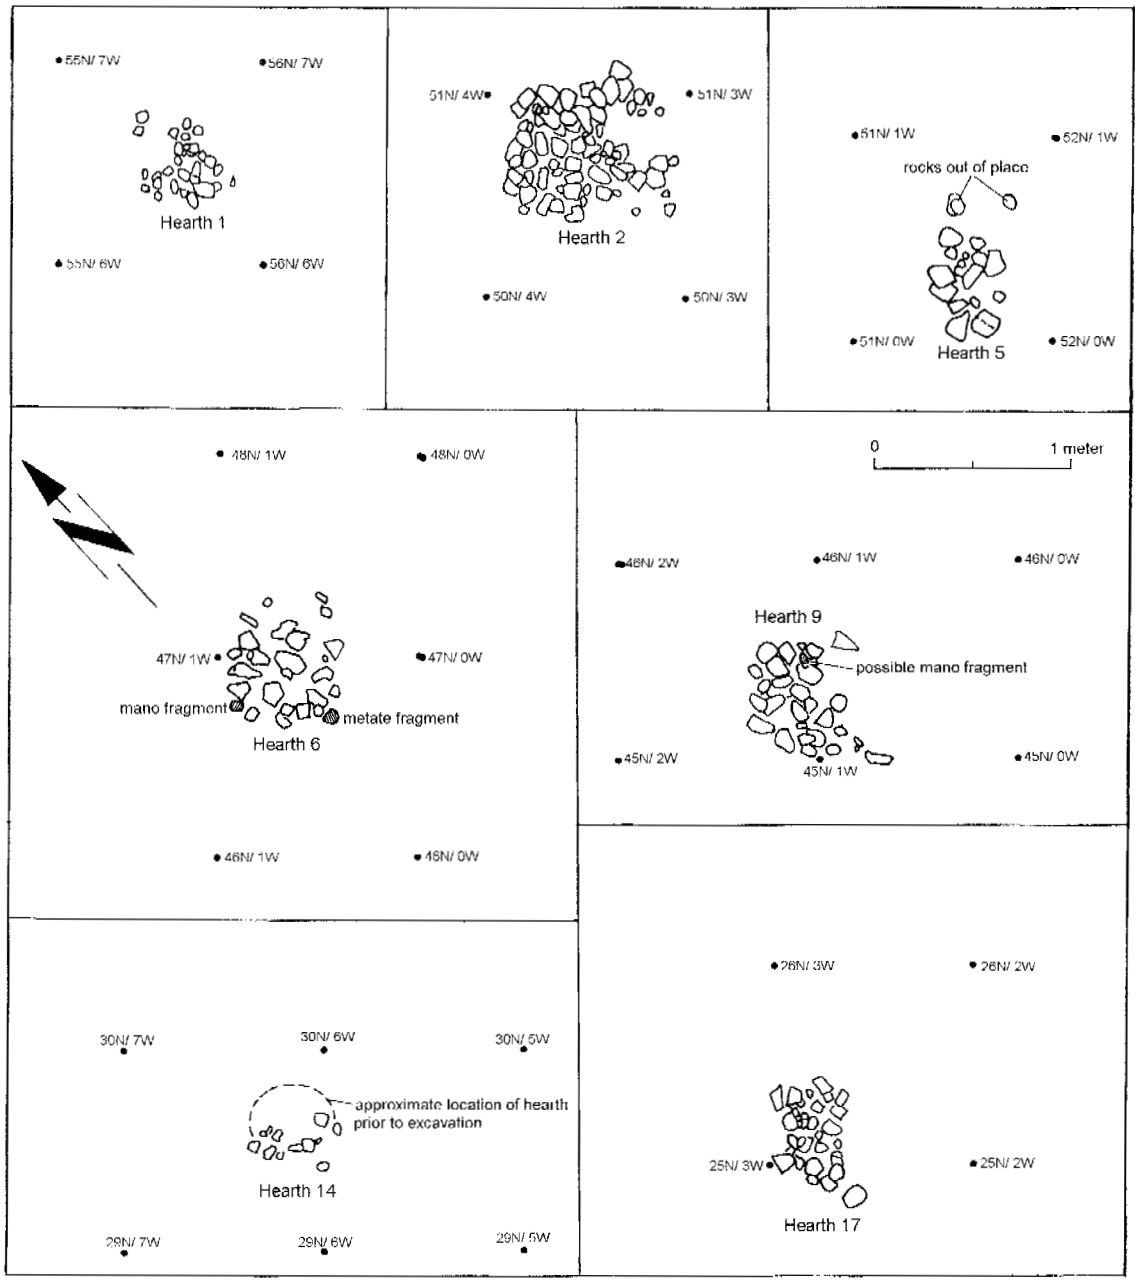 55N/ 7W
56N/ 7W
Hearth 1
55N/ 6W
56N/ 6W
51N/ 4W
51N/ 3W
Hearth 2
50N/ 4W
50N/ 3W
51N/ 1W
52N/ 1W
rocks out of place
Hearth 5
51N/ 0W
52N/ 0W
48N/ 1W
48N/ 0W
47N/ 1W
47N/ 0W
mano fragment
metate fragment
Hearth 6
46N/ 1W
46N/ 0W
0
1 meter
46N/ 2W
46N/ 1W
46N/ 0W
Hearth 9
possible mano fragment
45N/ 2W
45N/ 1W
45N/ 0W
30N/ 7W
30N/ 6W
30N/ 5W
approximate location of hearth
prior to excavation
Hearth 14
29N/ 7W
29N/ 6W
29N/ 5W
26N/ 3W
26N/ 2W
25N/ 3W
25N/ 2W
Hearth 17